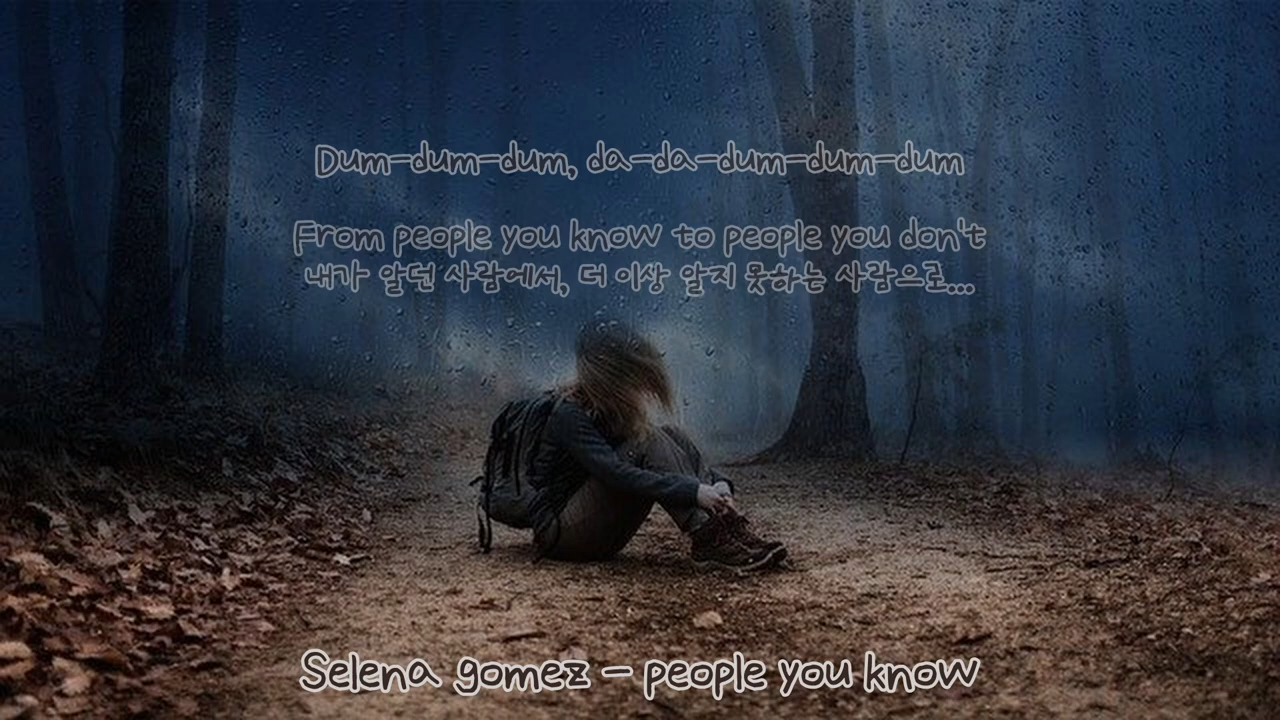 Dum-dum-dum, da-da-dum-dum-dum
From people you know to people you don't
내가 알던 사람에서, 더 이상 알지 못하는 사람으로...
Selena gomez - people you know